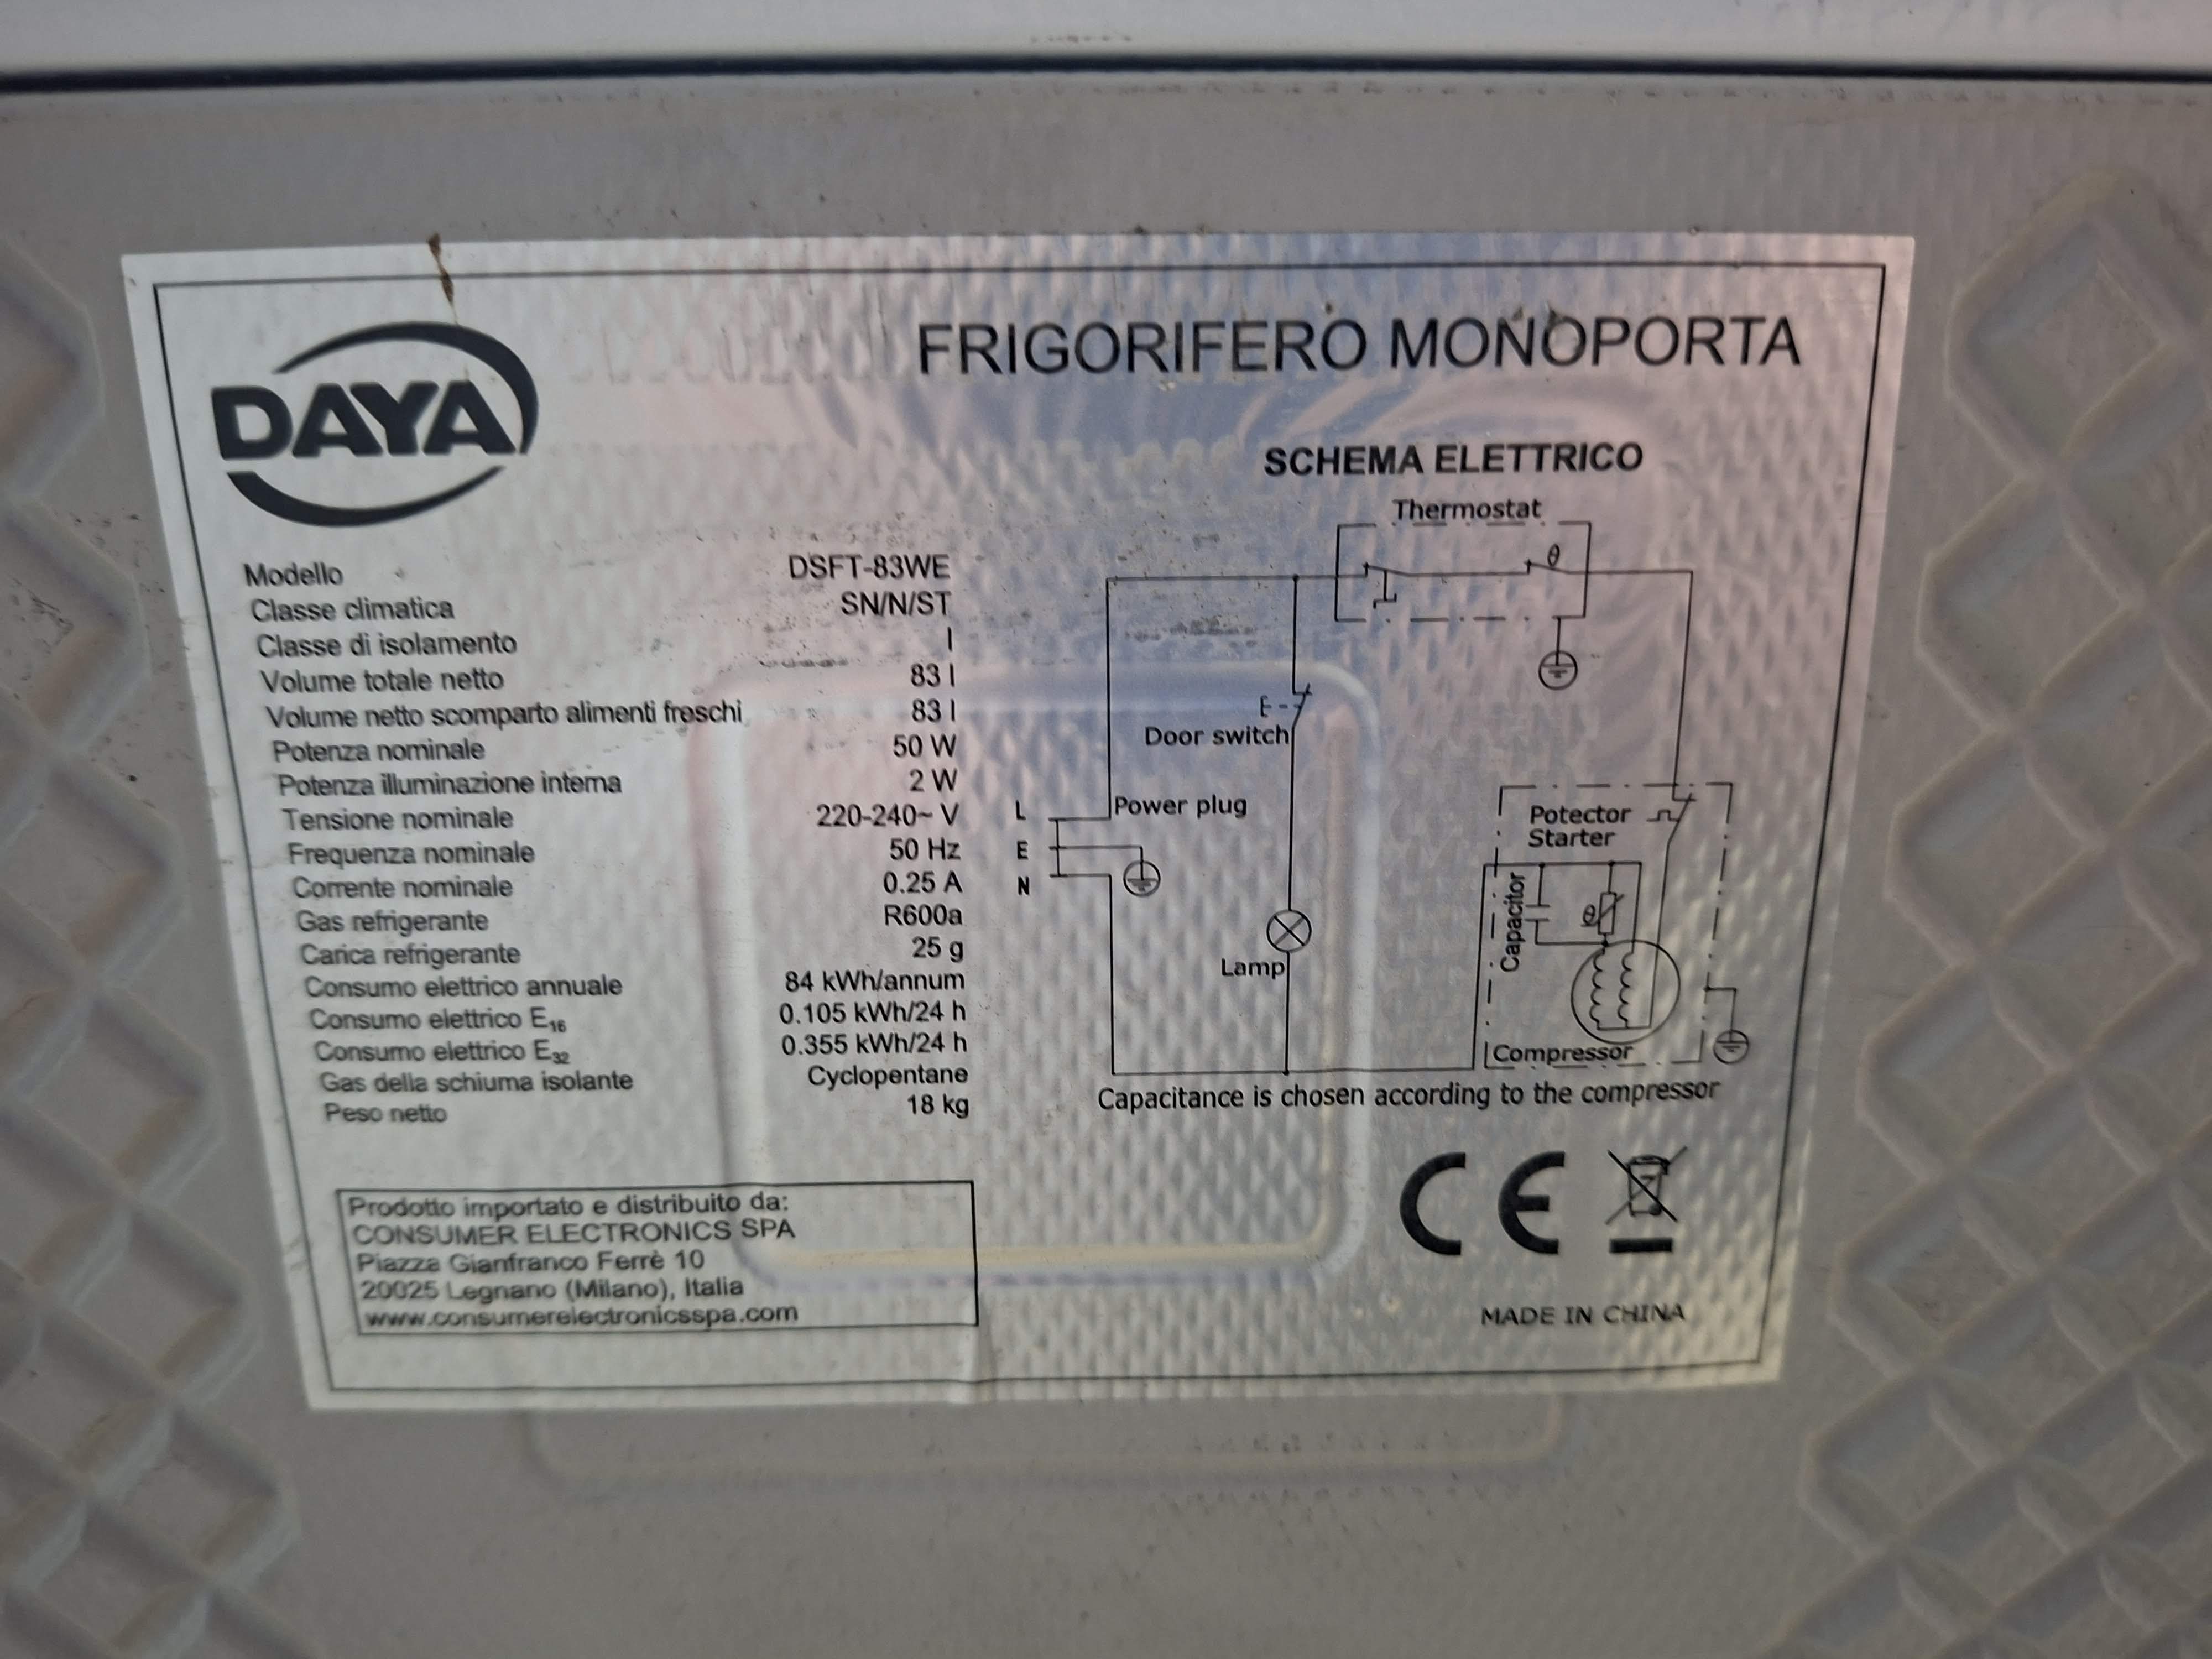 DAYA
FRIGORIFERO MONOPORTA
Modello DSFT-83WE
Classe climatica SN/N/ST
Classe di isolamento I
Volume totale netto 83 l
Volume netto scomparto alimenti freschi 83 l
Potenza nominale 50 W
Potenza illuminazione interna 2 W
Tensione nominale 220-240~ V
Frequenza nominale 50 Hz
Corrente nominale 0.25 A
Gas refrigerante R600a
Carica refrigerante 25 g
Consumo elettrico annuale 84 kWh/annum
Consumo elettrico E16 0.105 kWh/24 h
Consumo elettrico E32 0.355 kWh/24 h
Gas della schiuma isolante Cyclopentane
Peso netto 18 kg
Prodotto importato e distribuito da:
CONSUMER ELECTRONICS SPA
Piazza Gianfranco Ferrè 10
20025 Legnano (Milano), Italia
www.consumerelectronicsspa.com
SCHEMA ELETTRICO
Thermostat
θ
Door switch
L
Power plug
E
N
Lamp
Potector
Starter
Capacitor
θ
Compressor
Capacitance is chosen according to the compressor
CE
MADE IN CHINA